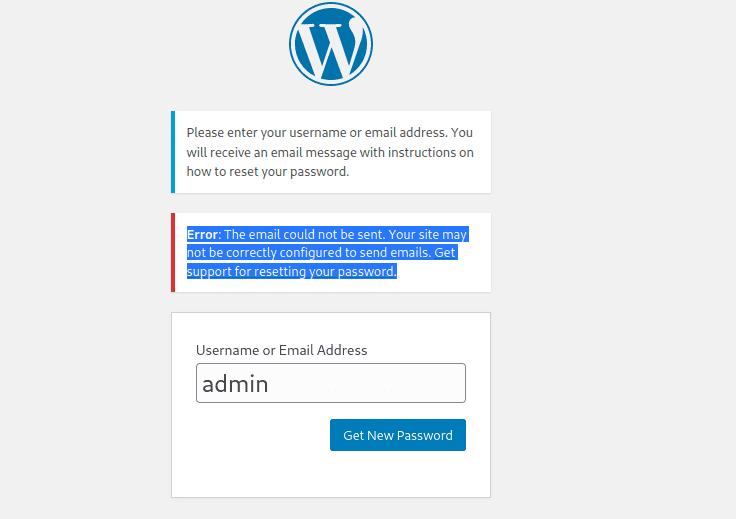 Please enter your username or email address. You
will receive an email message with instructions on
how to reset your password.
Error: The email could not be sent. Your site may
not be correctly configured to send emails. Get
support for resetting your password.
Username or Email Address
admin
Get New Password